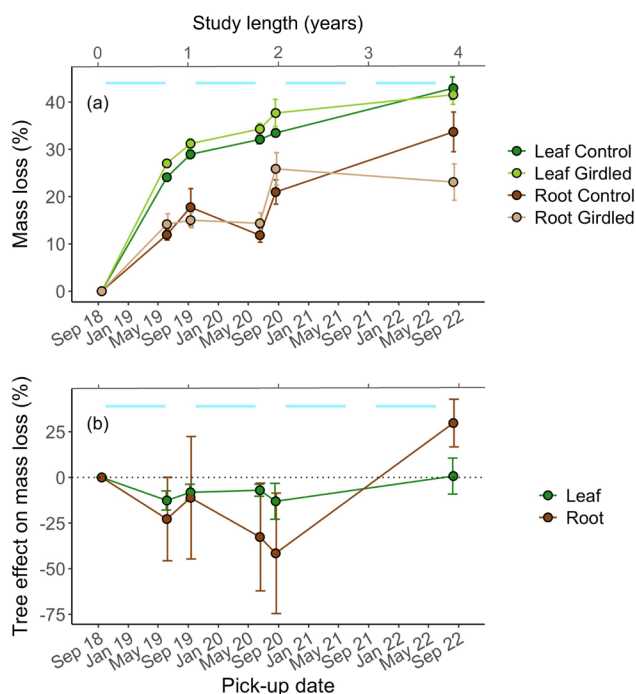 Study length (years)
0 1 2 3 4
(a)
Mass loss (%)
40
30
20
10
0
Leaf Control
Leaf Girdled
Root Control
Root Girdled
Sep 18 Jan 19 May 19 Sep 19 Jan 20 May 20 Sep 20 Jan 21 May 21 Sep 21 Jan 22 May 22 Sep 22
(b)
Tree effect on mass loss (%)
25
0
-25
-50
-75
Leaf
Root
Sep 18 Jan 19 May 19 Sep 19 Jan 20 May 20 Sep 20 Jan 21 May 21 Sep 21 Jan 22 May 22 Sep 22
Pick-up date